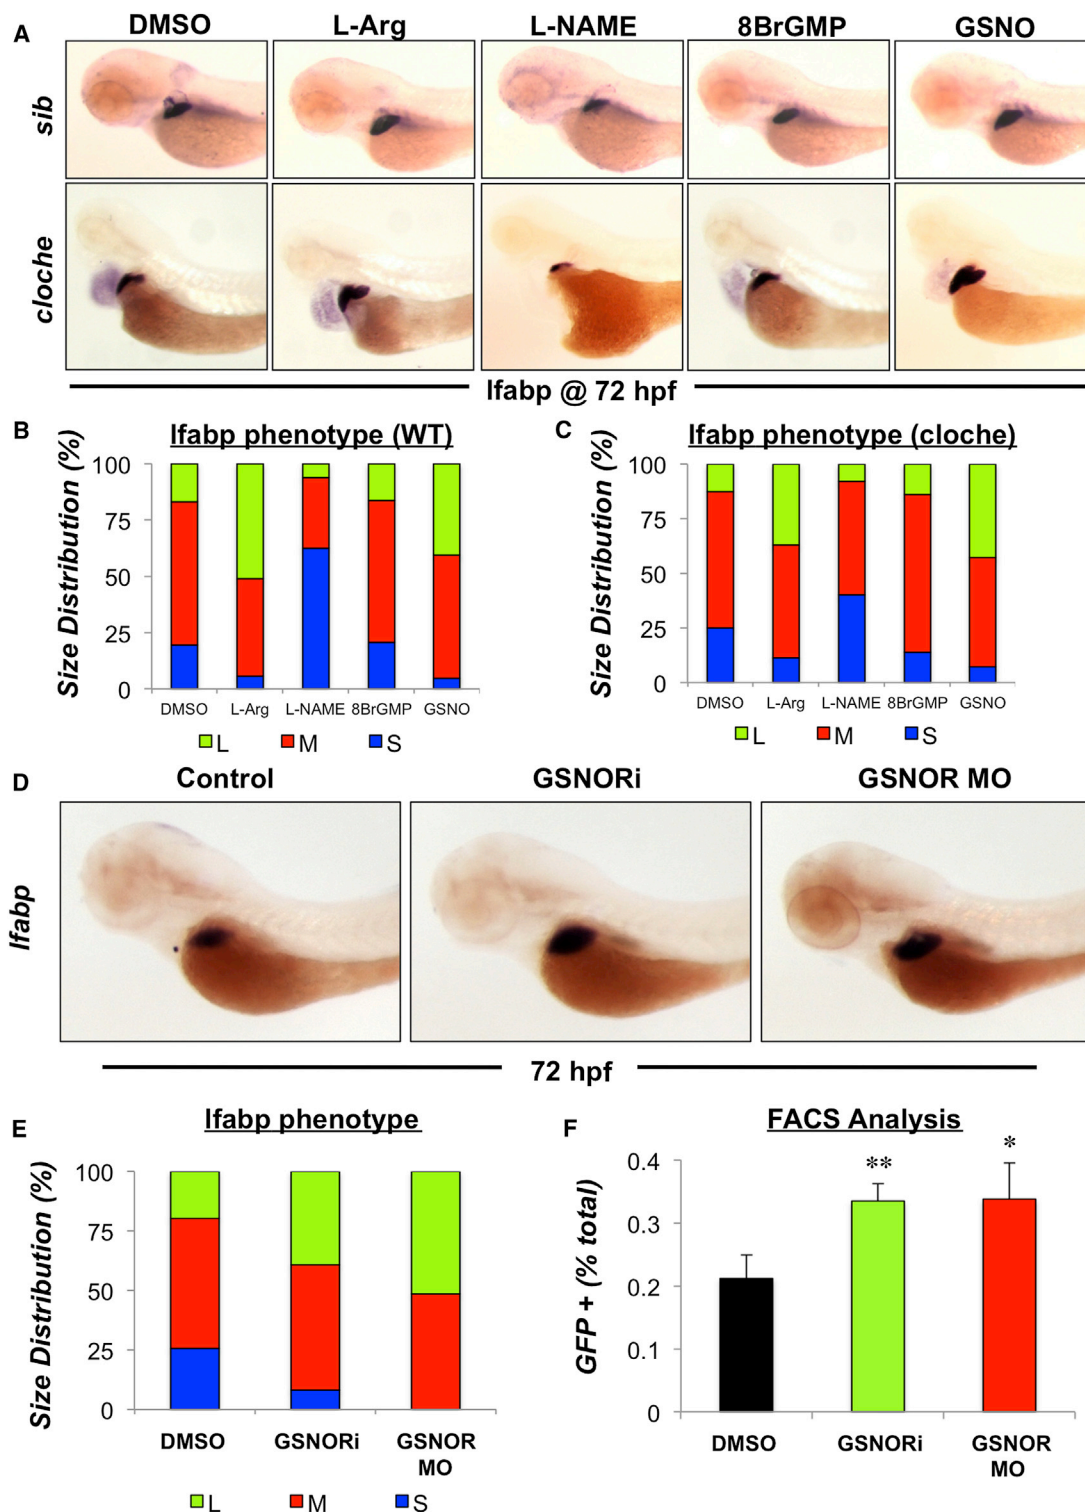 A
DMSO L-Arg L-NAME 8BrGMP GSNO
sib
cloche
lfabp @ 72 hpf
B
lfabp phenotype (WT)
Size Distribution (%)
100
75
50
25
0
DMSO L-Arg L-NAME 8BrGMP GSNO
L M S
C
lfabp phenotype (cloche)
Size Distribution (%)
100
75
50
25
0
DMSO L-Arg L-NAME 8BrGMP GSNO
L M S
D
Control GSNORi GSNOR MO
lfabp
72 hpf
E
lfabp phenotype
Size Distribution (%)
100
75
50
25
0
DMSO GSNORi GSNOR
MO
L M S
F
FACS Analysis
GFP + (% total)
0.4
0.3
0.2
0.1
0
**
*
DMSO GSNORi GSNOR
MO